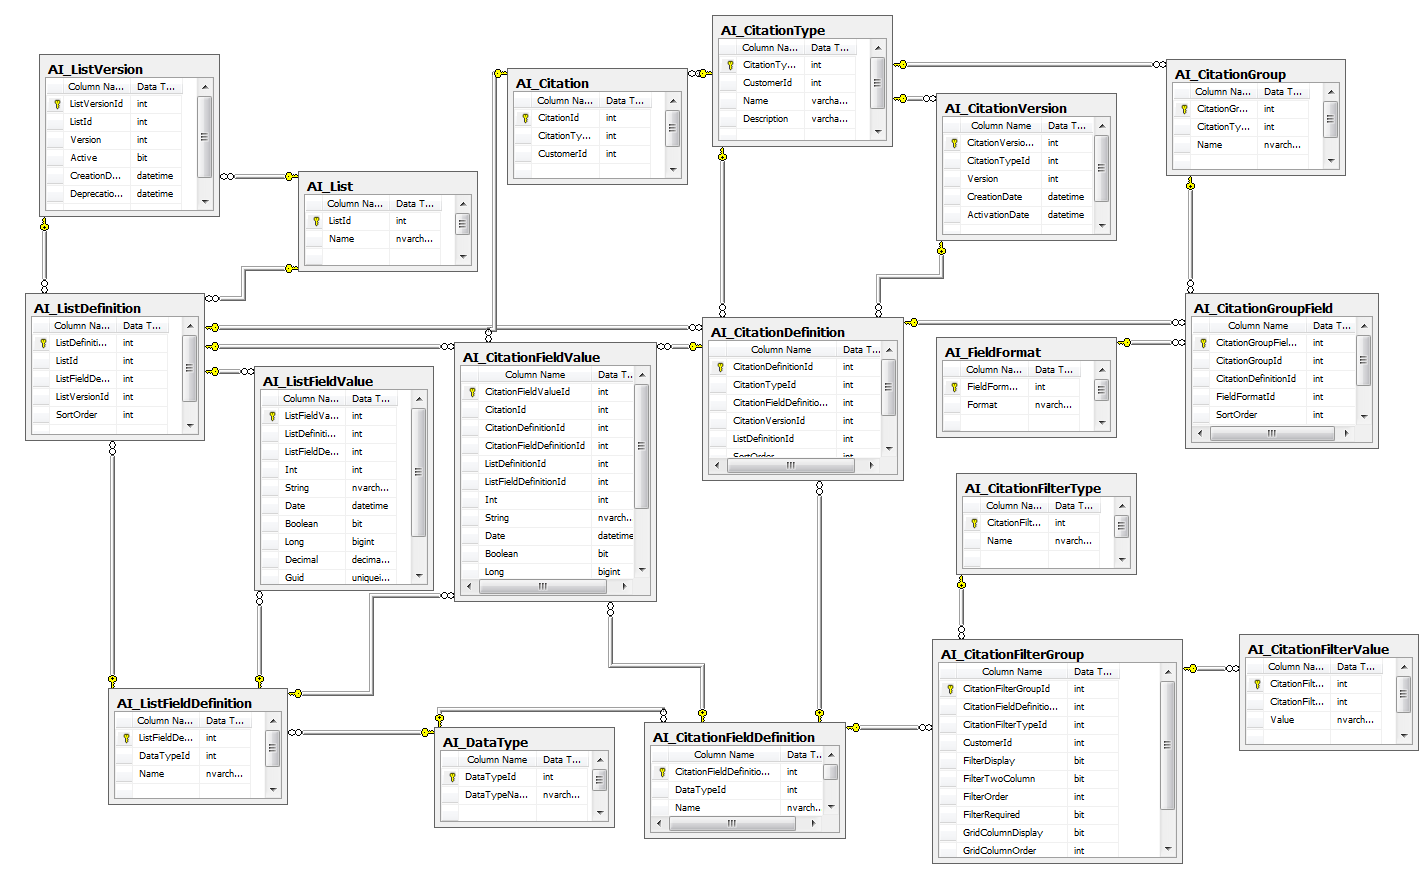 AI_CitationType
Column Na... Data T...
CitationTy... int
CustomerId int
Name varcha...
Description varcha...
AI_ListVersion
Column Na... Data T...
ListVersionId int
ListId int
Version int
Active bit
CreationD... datetime
Deprecatio... datetime
AI_Citation
Column Na... Data T...
CitationId int
CitationTy... int
CustomerId int
AI_CitationGroup
Column Na... Data T...
CitationGr... int
CitationTy... int
Name nvarch...
AI_CitationVersion
Column Name Data T...
CitationVersio... int
CitationTypeId int
Version int
CreationDate datetime
ActivationDate datetime
AI_List
Column Na... Data T...
ListId int
Name nvarch...
AI_ListDefinition
Column Na... Data T...
ListDefiniti... int
ListId int
ListFieldDe... int
ListVersionId int
SortOrder int
AI_ListFieldValue
Column Na... Data T...
ListFieldVa... int
ListDefiniti... int
ListFieldDe... int
Int int
String nvarch...
Date datetime
Boolean bit
Long bigint
Decimal decima...
Guid uniquei...
AI_CitationFieldValue
Column Name Data T...
CitationFieldValueId int
CitationId int
CitationDefinitionId int
CitationFieldDefinitionId int
ListDefinitionId int
ListFieldDefinitionId int
Int int
String nvarch...
Date datetime
Boolean bit
Long bigint
AI_CitationDefinition
Column Name Data T...
CitationDefinitionId int
CitationTypeId int
CitationFieldDefinitio... int
CitationVersionId int
ListDefinitionId int
SortOrder int
AI_FieldFormat
Column Na... Data T...
FieldForm... int
Format nvarch...
AI_CitationGroupField
Column Name Data T...
CitationGroupFiel... int
CitationGroupId int
CitationDefinitionId int
FieldFormatId int
SortOrder int
AI_CitationFilterType
Column Na... Data T...
CitationFilt... int
Name nvarch...
AI_CitationFilterGroup
Column Name Data T...
CitationFilterGroupId int
CitationFieldDefinitio... int
CitationFilterTypeId int
CustomerId int
FilterDisplay bit
FilterTwoColumn bit
FilterOrder int
FilterRequired bit
GridColumnDisplay bit
GridColumnOrder int
AI_CitationFilterValue
Column Na... Data T...
CitationFilt... int
CitationFilt... int
Value nvarch...
AI_ListFieldDefinition
Column Na... Data T...
ListFieldDe... int
DataTypeId int
Name nvarch...
AI_DataType
Column Name Data T...
DataTypeId int
DataTypeNa... nvarch...
AI_CitationFieldDefinition
Column Name Data T...
CitationFieldDefinitio... int
DataTypeId int
Name nvarch...